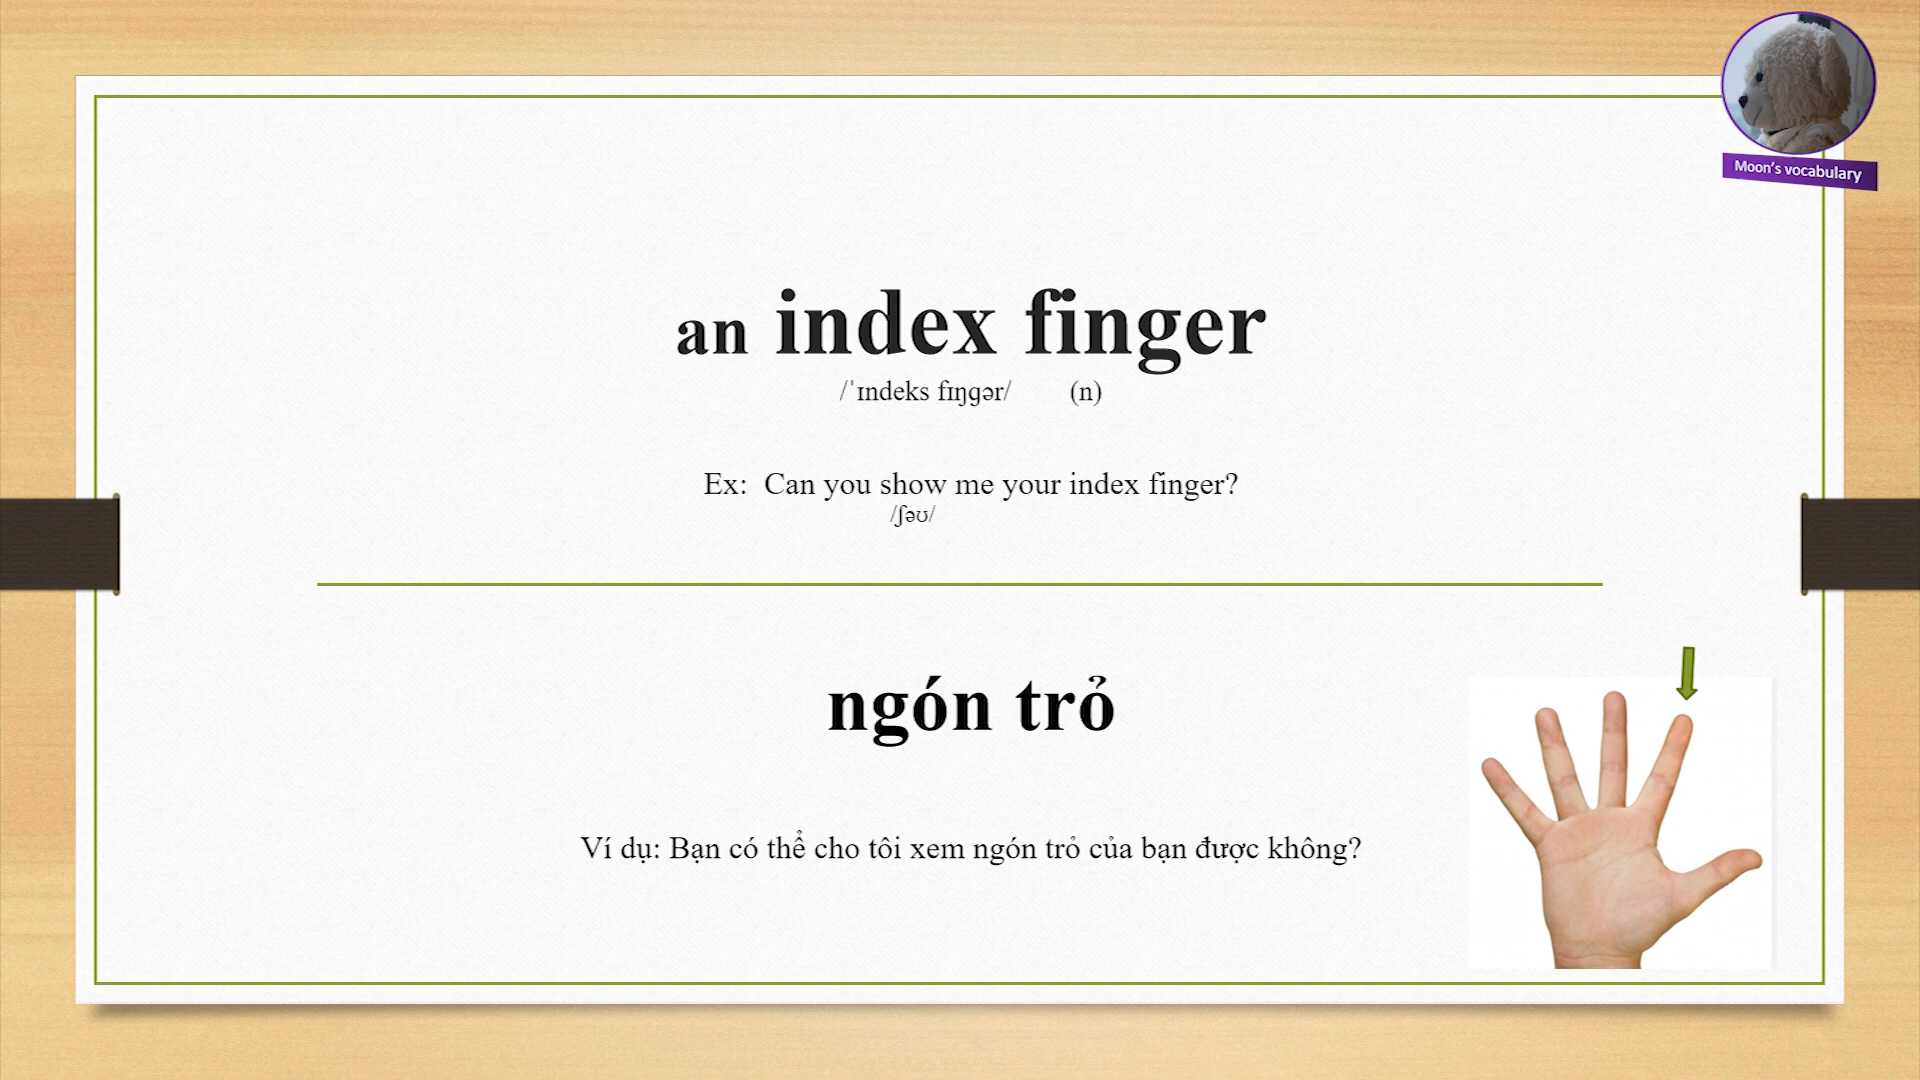 Moon's vocabulary
an index finger
/ˈɪndeks fɪŋɡər/ (n)
Ex: Can you show me your index finger?
/ʃəʊ/
ngón trỏ
Ví dụ: Bạn có thể cho tôi xem ngón trỏ của bạn được không?